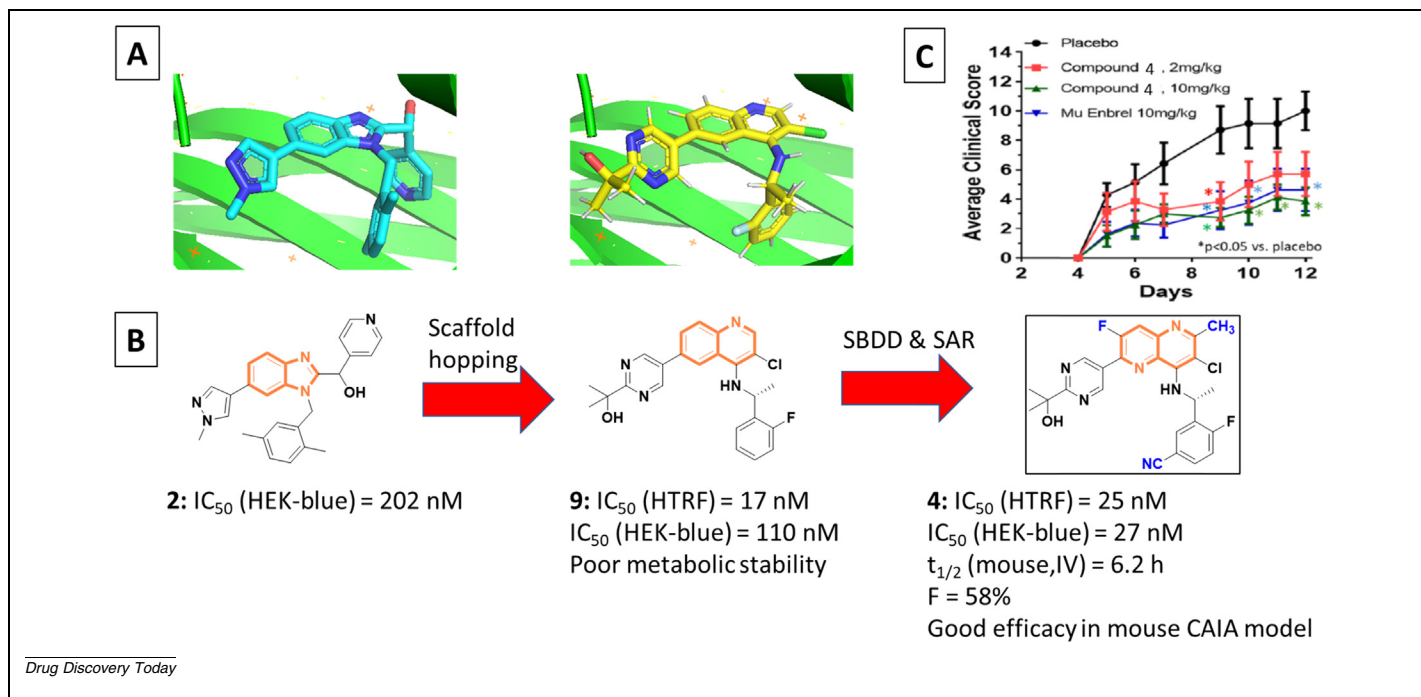 A
C
14
12
10
8
6
4
2
0
Average Clinical Score
Placebo
Compound 4 , 2mg/kg
Compound 4 , 10mg/kg
Mu Enbrel 10mg/kg
* * * *
* * * *
*p<0.05 vs. placebo
2 4 6 8 10 12
Days
B
N
N
OH
N
N
N
N
Scaffold
hopping
N
Cl
HN
N
N
OH
F
SBDD & SAR
F
N
CH3
N
Cl
HN
N
N
OH
F
NC
2: IC50 (HEK-blue) = 202 nM
9: IC50 (HTRF) = 17 nM
IC50 (HEK-blue) = 110 nM
Poor metabolic stability
4: IC50 (HTRF) = 25 nM
IC50 (HEK-blue) = 27 nM
t1/2 (mouse,IV) = 6.2 h
F = 58%
Good efficacy in mouse CAIA model
Drug Discovery Today